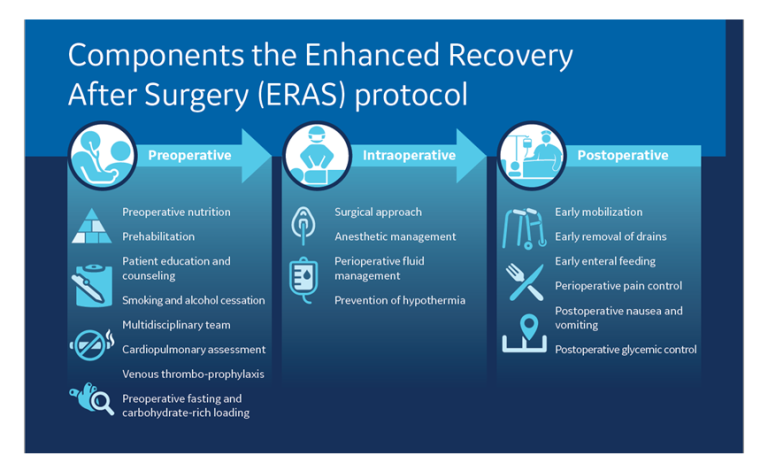 Components the Enhanced Recovery
After Surgery (ERAS) protocol
Preoperative
Preoperative nutrition
Prehabilitation
Patient education and
counseling
Smoking and alcohol cessation
Multidisciplinary team
Cardiopulmonary assessment
Venous thrombo-prophylaxis
Preoperative fasting and
carbohydrate-rich loading
Intraoperative
Surgical approach
Anesthetic management
Perioperative fluid
management
Prevention of hypothermia
Postoperative
Early mobilization
Early removal of drains
Early enteral feeding
Perioperative pain control
Postoperative nausea and
vomiting
Postoperative glycemic control